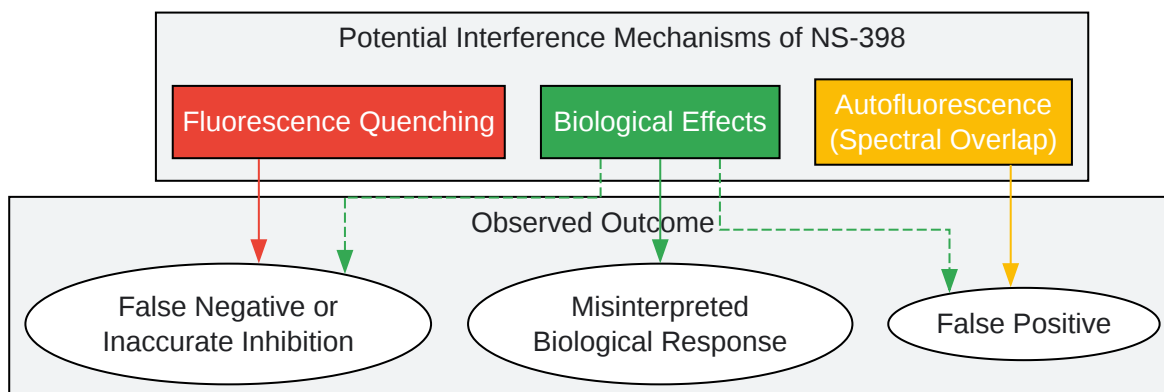 Potential Interference Mechanisms of NS-398
Fluorescence Quenching
Biological Effects
Autofluorescence
(Spectral Overlap)
Observed Outcome
False Negative or
Inaccurate Inhibition
Misinterpreted
Biological Response
False Positive